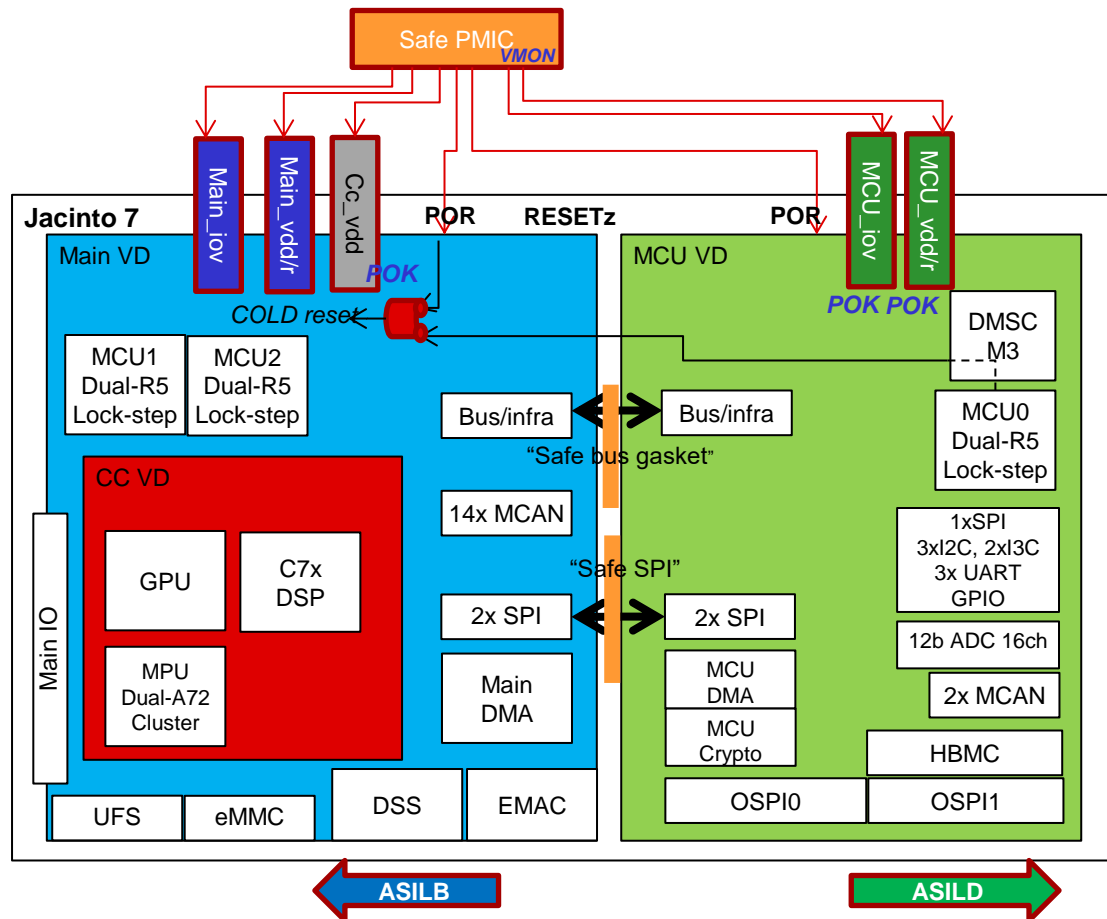 Safe PMIC
VMON
Main_iov
Main_vdd/r
Cc_vdd
MCU_iov
MCU_vdd/r
Jacinto 7
POR
RESETz
POR
Main VD
MCU VD
POK
POK
POK
COLD reset
DMSC
M3
MCU1
Dual-R5
Lock-step
MCU2
Dual-R5
Lock-step
Bus/infra
Bus/infra
MCU0
Dual-R5
Lock-step
“Safe bus gasket”
CC VD
14x MCAN
1xSPI
3xI2C, 2xI3C
3x UART
GPIO
GPU
C7x
DSP
“Safe SPI”
2x SPI
2x SPI
12b ADC 16ch
Main IO
MPU
Dual-A72
Cluster
Main
DMA
MCU
DMA
MCU
Crypto
2x MCAN
HBMC
UFS
eMMC
DSS
EMAC
OSPI0
OSPI1
ASILB
ASILD